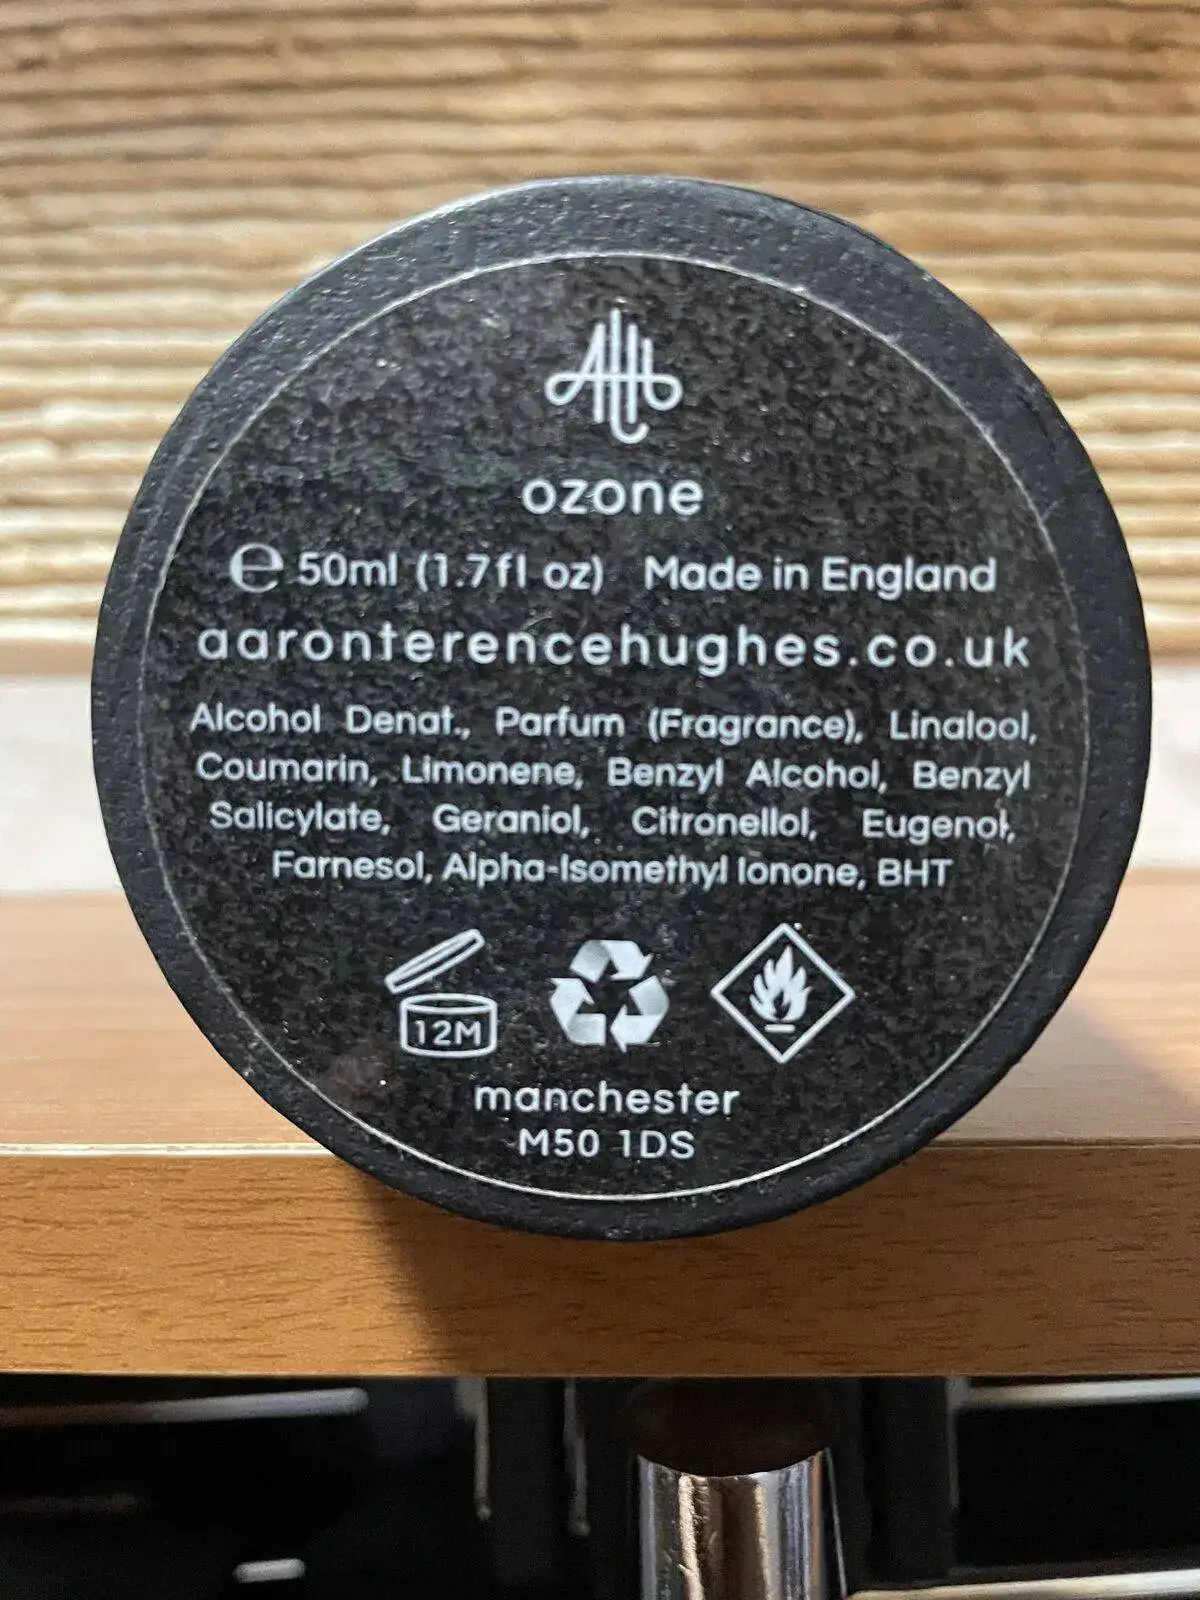 ATH
ozone
℮ 50ml (1.7fl oz) Made in England
aaronterencehughes.co.uk
Alcohol Denat., Parfum (Fragrance), Linalool,
Coumarin, Limonene, Benzyl Alcohol, Benzyl
Salicylate, Geraniol, Citronellol, Eugenol,
Farnesol, Alpha-Isomethyl Ionone, BHT
12M
manchester
M50 1DS